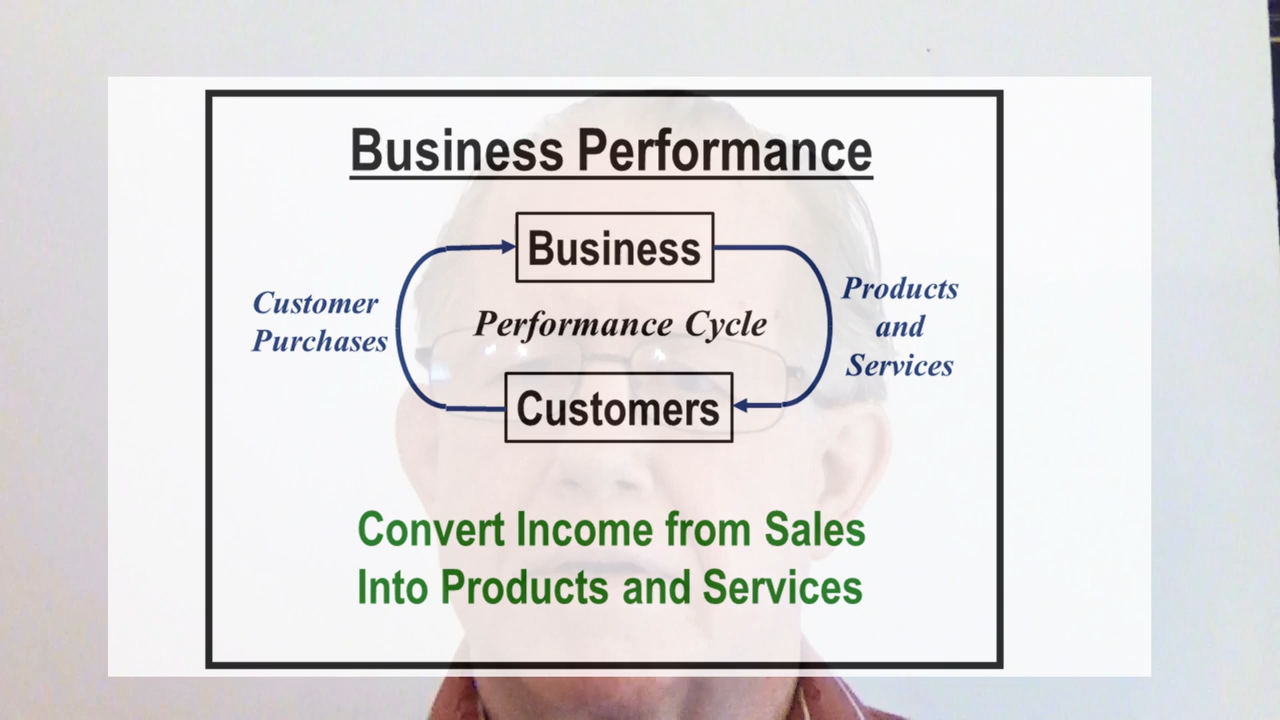 Business Performance
Business
Customer
Purchases
Performance Cycle
Products
and
Services
Customers
Convert Income from Sales
Into Products and Services